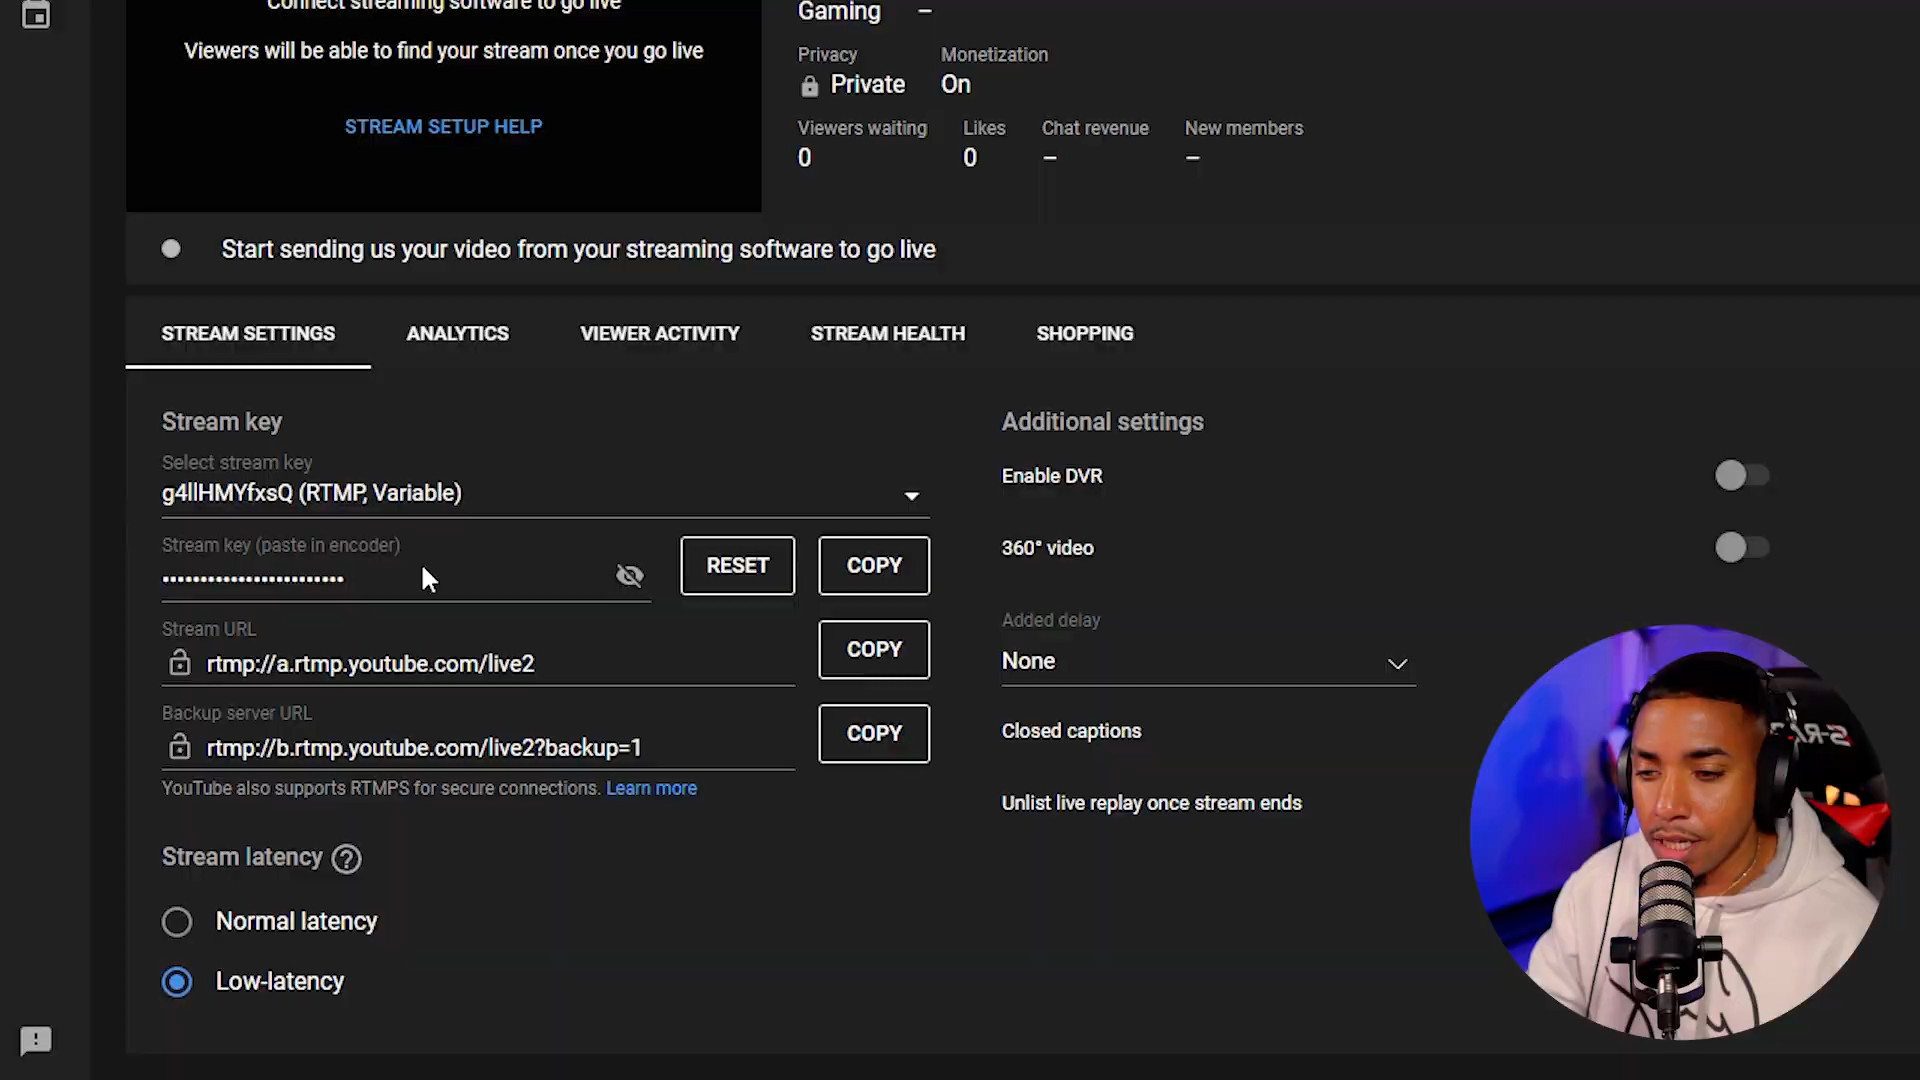 Connect streaming software to go live
Viewers will be able to find your stream once you go live
STREAM SETUP HELP
Gaming –
Privacy Monetization
Private On
Viewers waiting Likes Chat revenue New members
0 0 – –
Start sending us your video from your streaming software to go live
STREAM SETTINGS ANALYTICS VIEWER ACTIVITY STREAM HEALTH SHOPPING
Stream key
Select stream key
g4llHMYfxsQ (RTMP, Variable)
Stream key (paste in encoder)
••••••••••••••••••••••••
RESET COPY
Stream URL
rtmp://a.rtmp.youtube.com/live2
COPY
Backup server URL
rtmp://b.rtmp.youtube.com/live2?backup=1
COPY
YouTube also supports RTMPS for secure connections. Learn more
Stream latency
Normal latency
Low-latency
Additional settings
Enable DVR
360° video
Added delay
None
Closed captions
Unlist live replay once stream ends